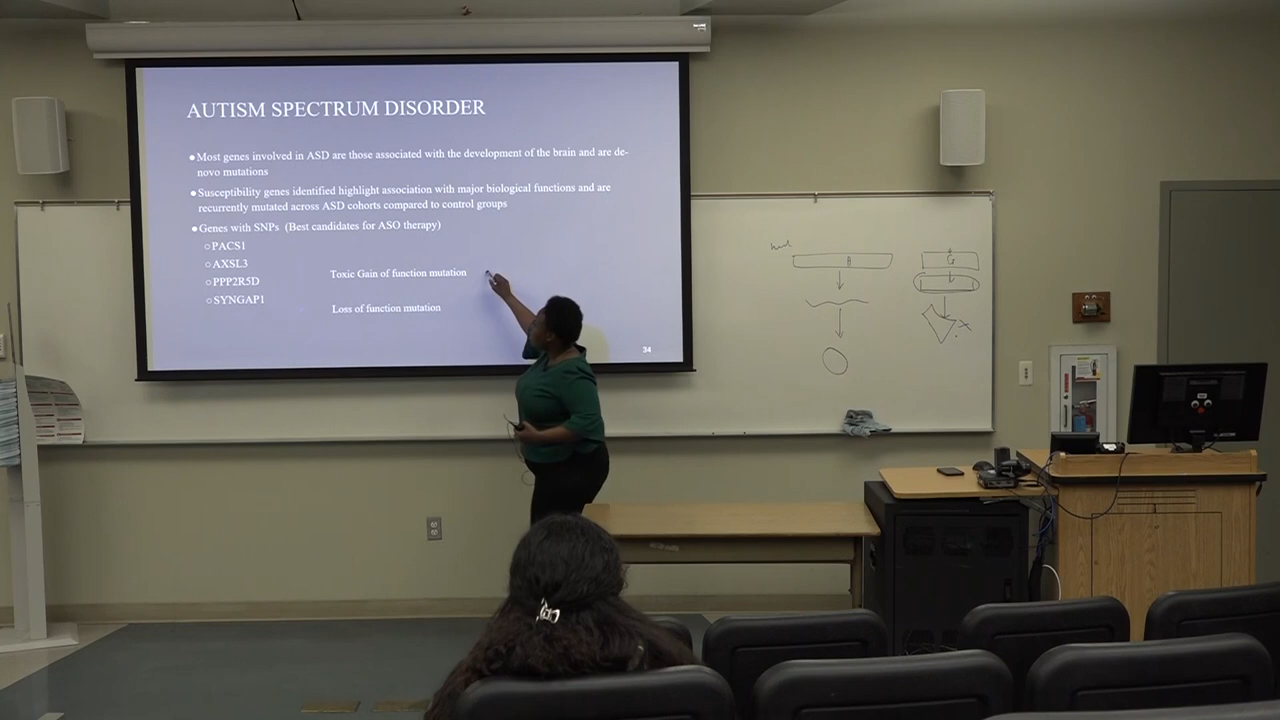 AUTISM SPECTRUM DISORDER
● Most genes involved in ASD are those associated with the development of the brain and are de-
novo mutations
● Susceptibility genes identified highlight association with major biological functions and are
recurrently mutated across ASD cohorts compared to control groups
● Genes with SNPs (Best candidates for ASO therapy)
○ PACS1
○ AXSL3
○ PPP2R5D
○ SYNGAP1
Toxic Gain of function mutation
Loss of function mutation
34